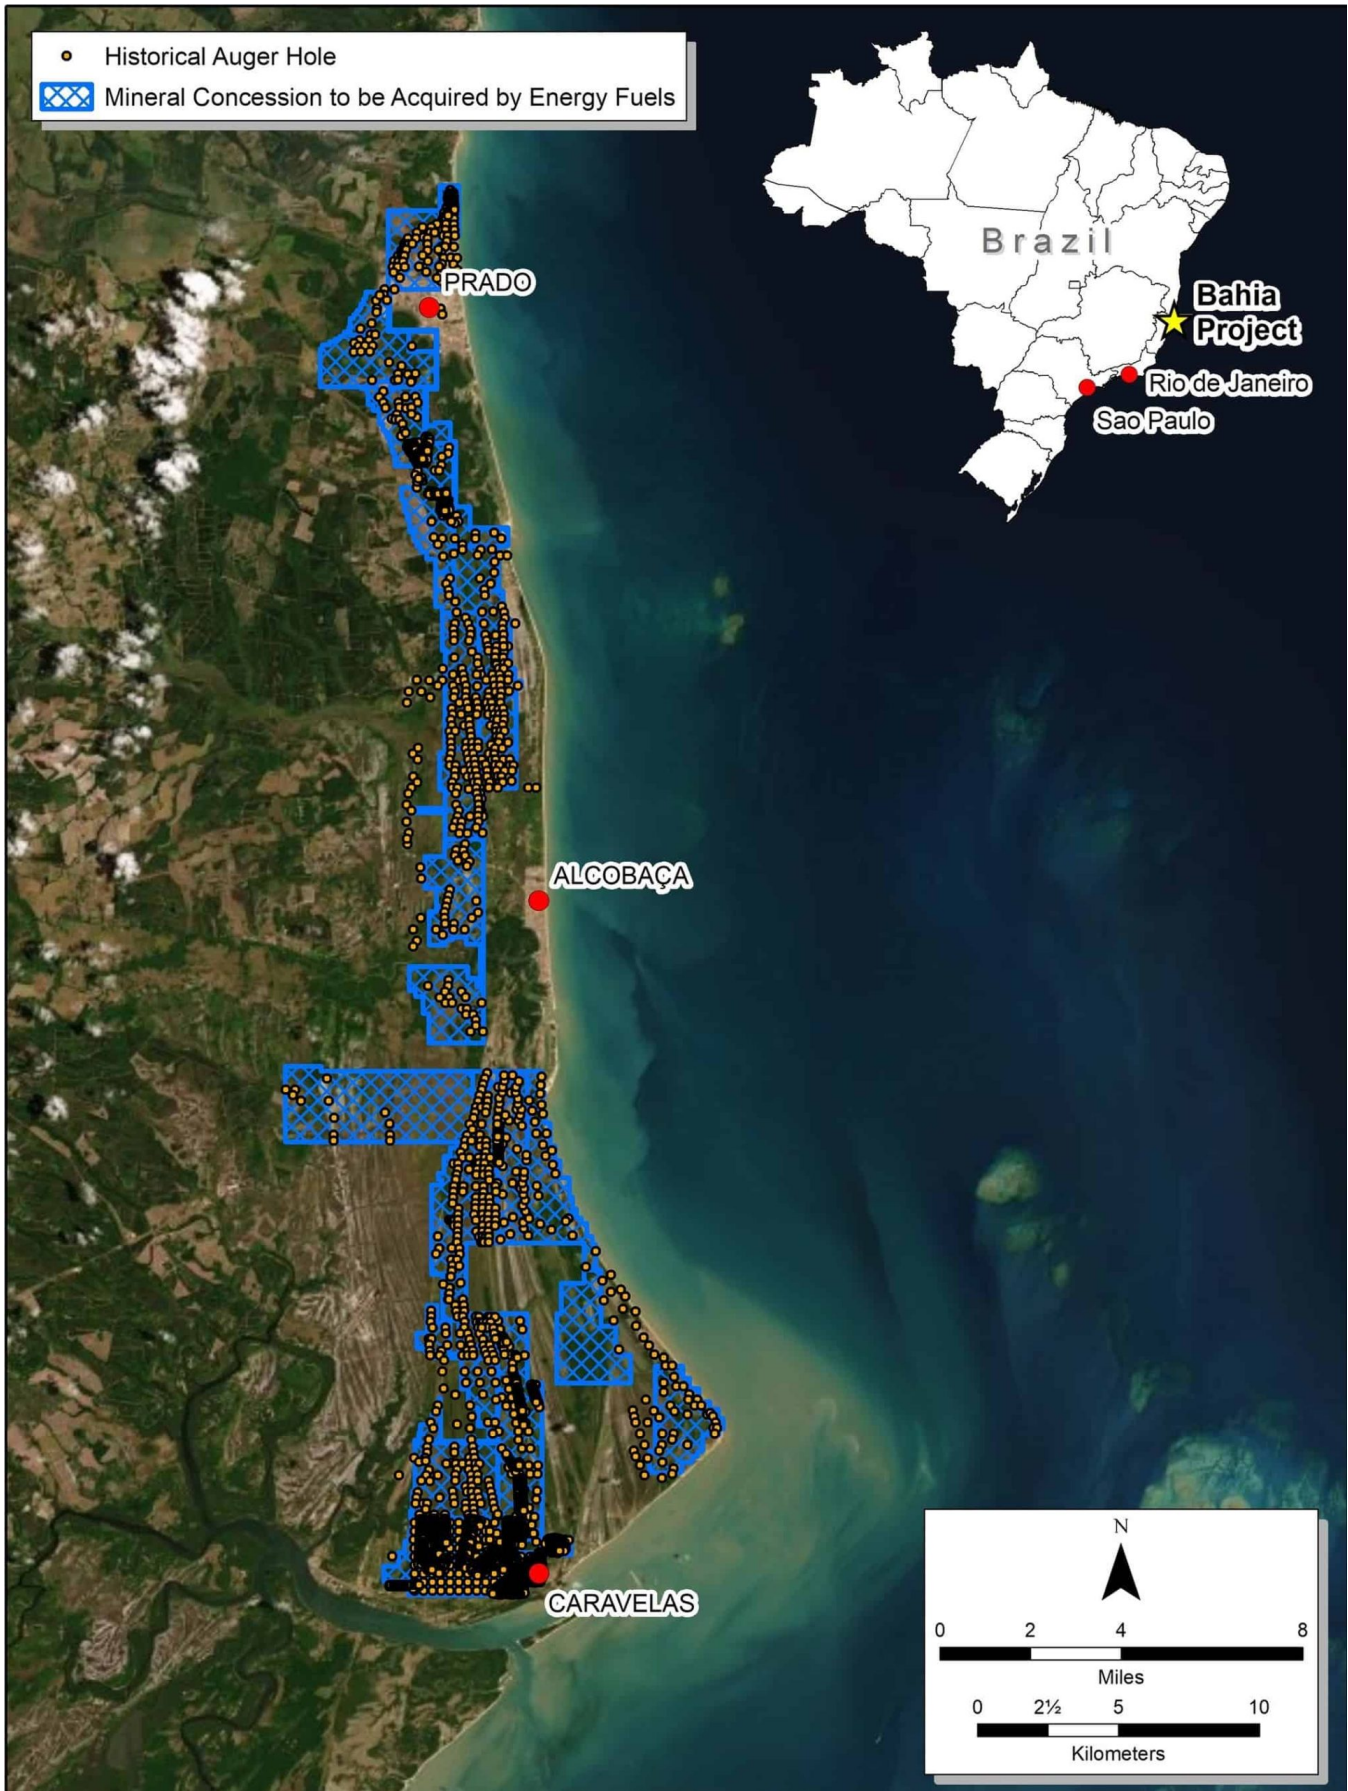 Historical Auger Hole
Mineral Concession to be Acquired by Energy Fuels
Brazil
Bahia
Project
Rio de Janeiro
Sao Paulo
PRADO
ALCOBAÇA
CARAVELAS
N
0 2 4 8
Miles
0 2½ 5 10
Kilometers